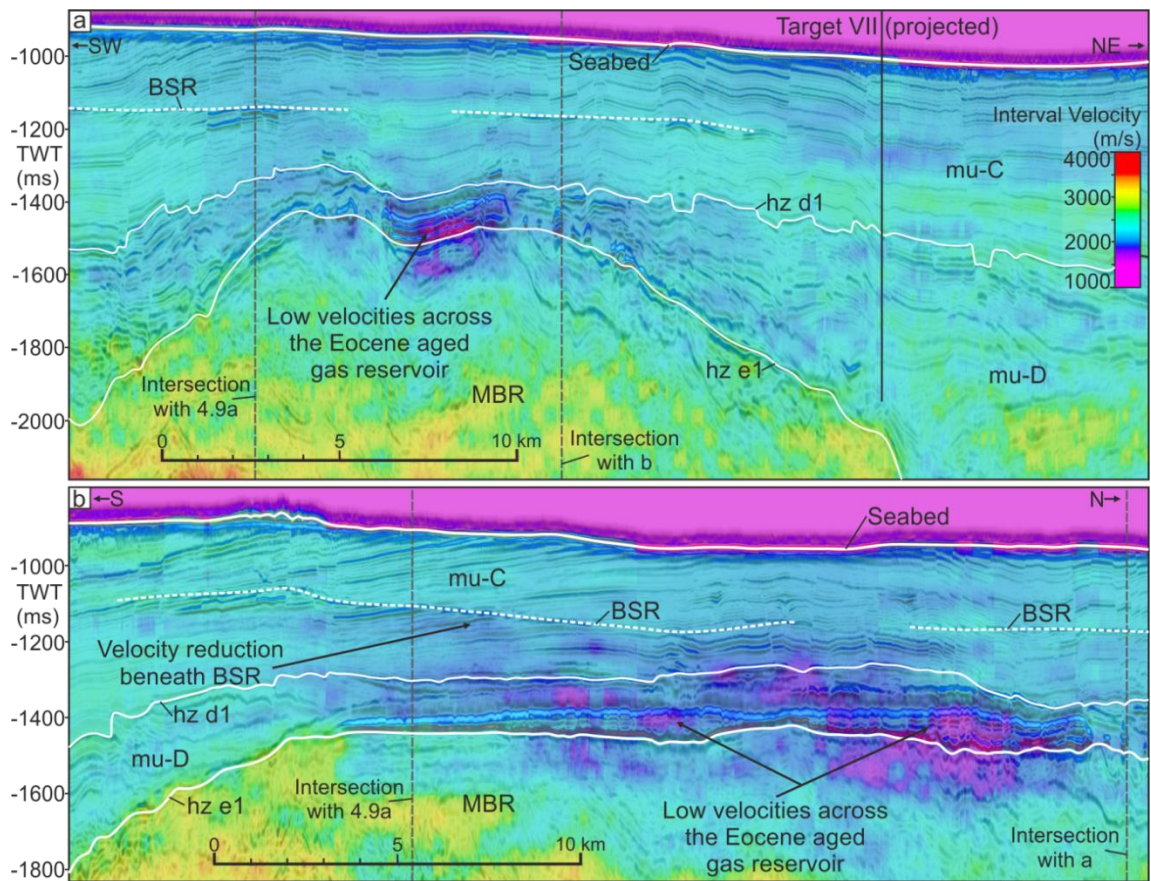 a
Target VII (projected)
-1000
SW
Seabed
NE
BSR
-1200
TWT
(ms)
Interval Velocity
(m/s)
4000
3000
2000
1000
mu-C
-1400
hz d1
-1600
Low velocities across
the Eocene aged
gas reservoir
-1800
hz e1
mu-D
MBR
Intersection
with 4.9a
-2000
0
5
10 km
Intersection
with b
b
S
N
Seabed
-1000
TWT
(ms)
mu-C
BSR
BSR
-1200
Velocity reduction
beneath BSR
hz d1
-1400
mu-D
-1600
hz e1
Intersection
with 4.9a
MBR
Low velocities across
the Eocene aged
gas reservoir
Intersection
with a
0
5
10 km
-1800